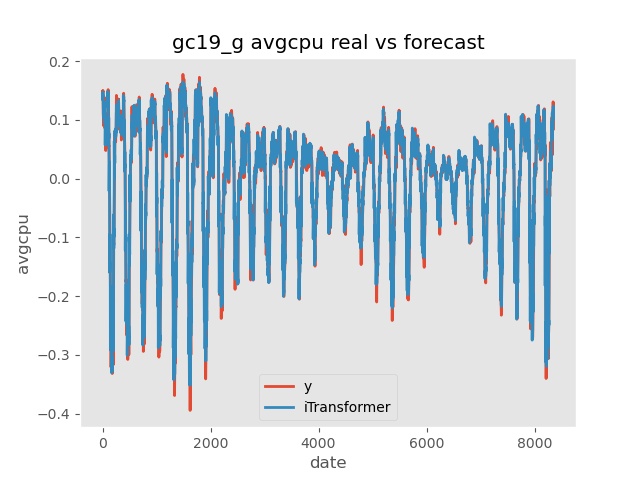 gc19_g avgcpu real vs forecast
avgcpu
0.2
0.1
0.0
−0.1
−0.2
−0.3
−0.4
y
iTransformer
0 2000 4000 6000 8000
date